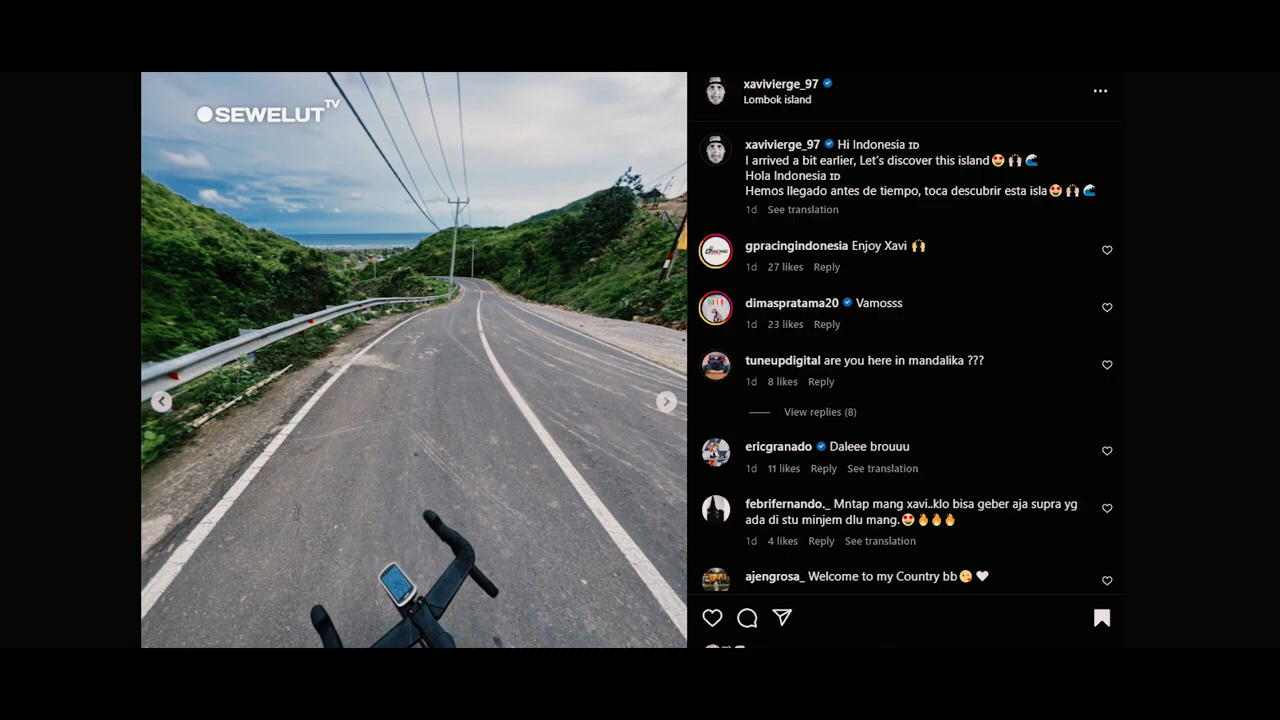 SEWELUT TV
xavivierge_97
Lombok island
xavivierge_97 Hi Indonesia ID
I arrived a bit earlier, Let's discover this island😍🙌🌊
Hola Indonesia ID
Hemos llegado antes de tiempo, toca descubrir esta isla😍🙌🌊
1d See translation
gpracingindonesia Enjoy Xavi 🙌
1d 27 likes Reply
dimaspratama20 Vamosss
1d 23 likes Reply
tuneupdigital are you here in mandalika ???
1d 8 likes Reply
View replies (8)
ericgranado Daleee brouuu
1d 11 likes Reply See translation
febrifernando._ Mntap mang xavi..klo bisa geber aja supra yg
ada di stu minjem dlu mang.😍🔥🔥🔥
1d 4 likes Reply See translation
ajengrosa_ Welcome to my Country bb😘🤍